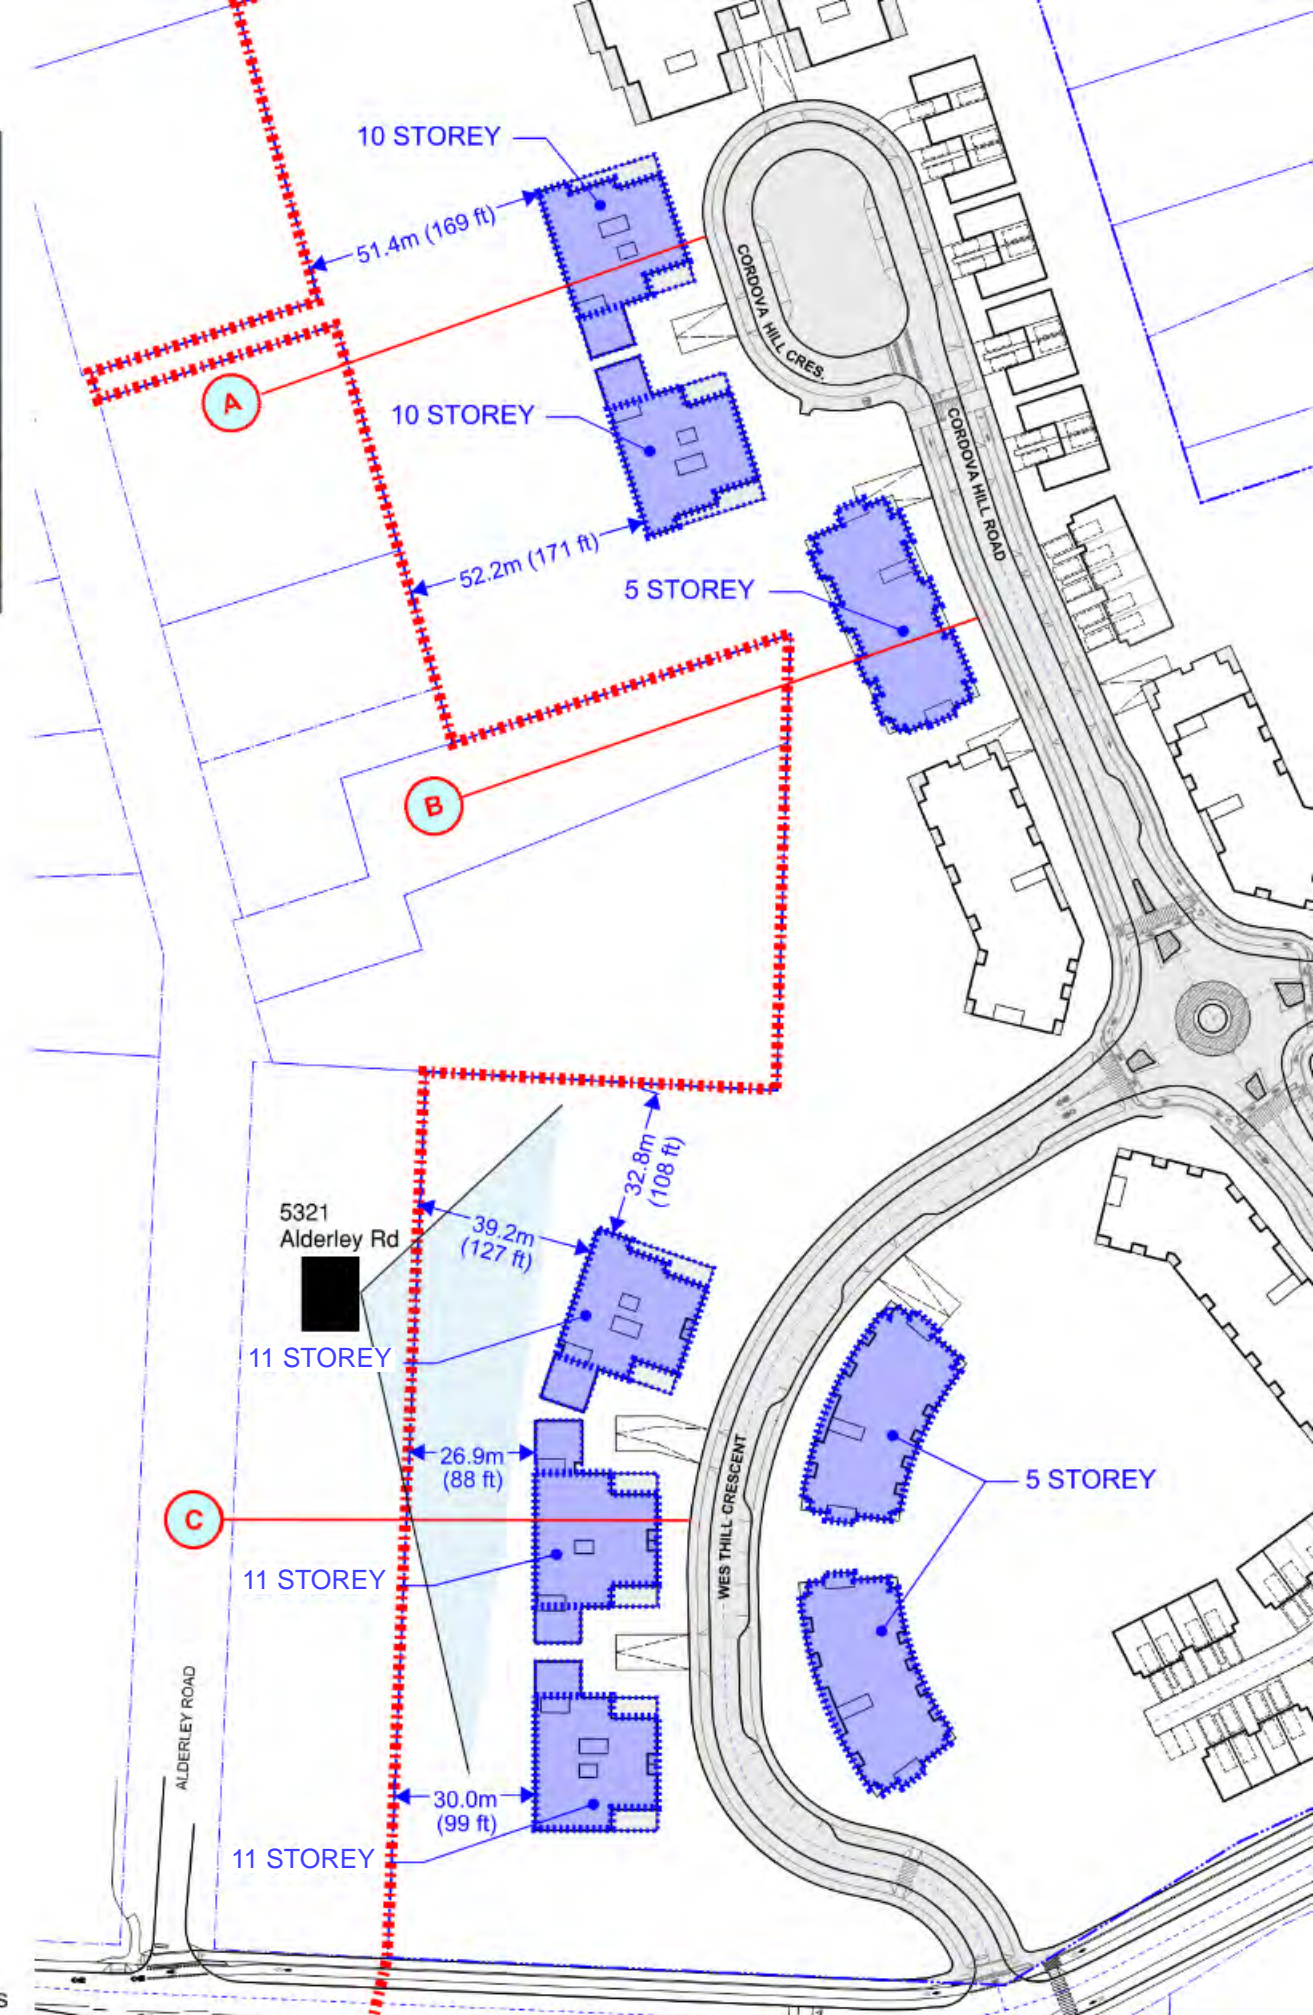 10 STOREY
51.4m (169 ft)
CORDOVA HILL CRES.
A
10 STOREY
CORDOVA HILL ROAD
52.2m (171 ft)
5 STOREY
B
32.8m
(108 ft)
5321
Alderley Rd
39.2m
(127 ft)
11 STOREY
26.9m
(88 ft)
WES THILL CRESCENT
5 STOREY
C
11 STOREY
ALDERLEY ROAD
30.0m
(99 ft)
11 STOREY
S